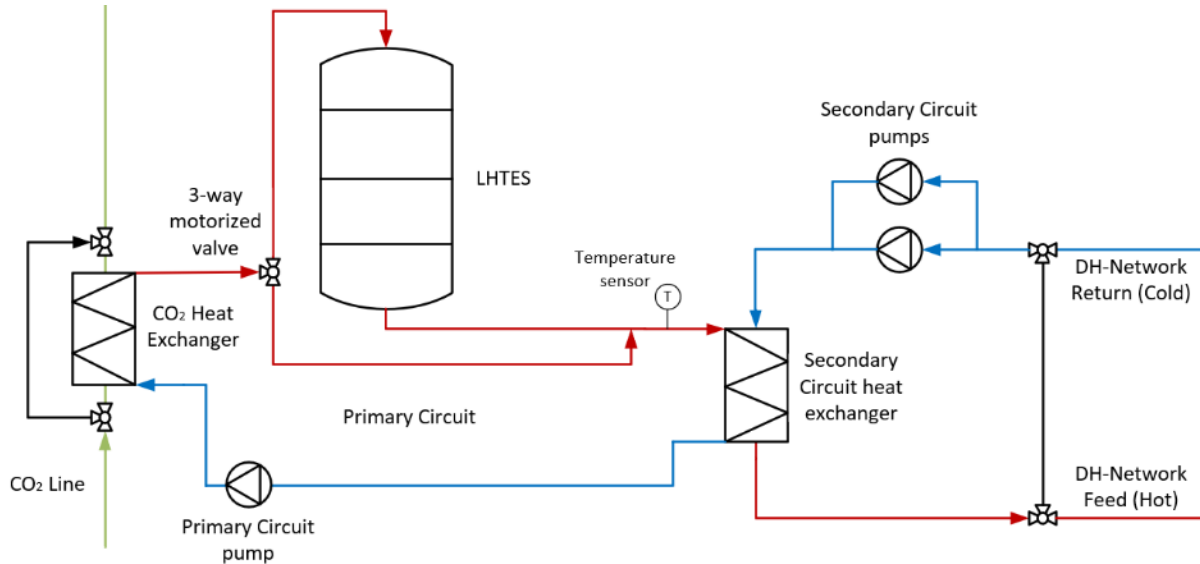 Secondary Circuit
pumps
LHTES
3-way
motorized
valve
Temperature
sensor
T
DH-Network
Return (Cold)
CO₂ Heat
Exchanger
Secondary
Circuit heat
exchanger
Primary Circuit
CO₂ Line
DH-Network
Feed (Hot)
Primary Circuit
pump